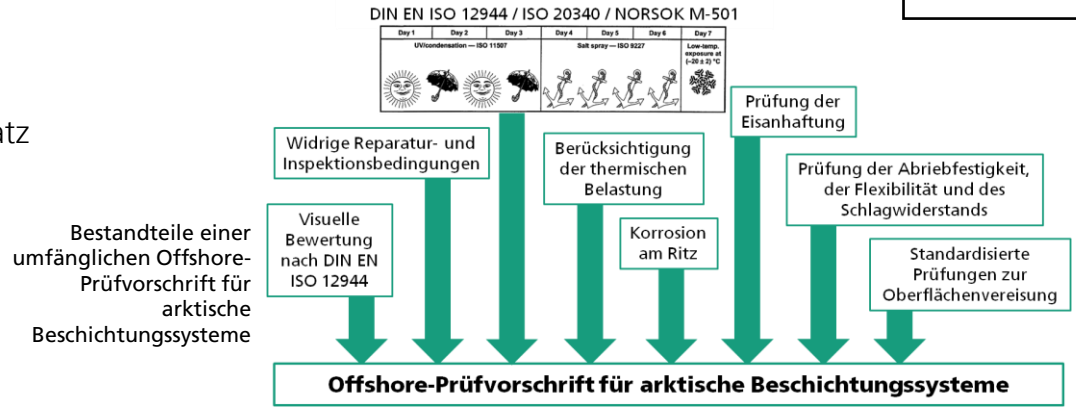 DIN EN ISO 12944 / ISO 20340 / NORSOK M-501
Day 1 Day 2 Day 3 Day 4 Day 5 Day 6 Day 7
UV/condensation — ISO 11507
Salt spray — ISO 9227
Low-temp.
exposure at
(–20 ± 2) °C
Widrige Reparatur- und
Inspektionsbedingungen
Berücksichtigung
der thermischen
Belastung
Prüfung der
Eisanhaftung
Prüfung der Abriebfestigkeit,
der Flexibilität und des
Schlagwiderstands
Visuelle
Bewertung
nach DIN EN
ISO 12944
Korrosion
am Ritz
Standardisierte
Prüfungen zur
Oberflächenvereisung
Bestandteile einer
umfänglichen Offshore-
Prüfvorschrift für
arktische
Beschichtungssysteme
Offshore-Prüfvorschrift für arktische Beschichtungssysteme